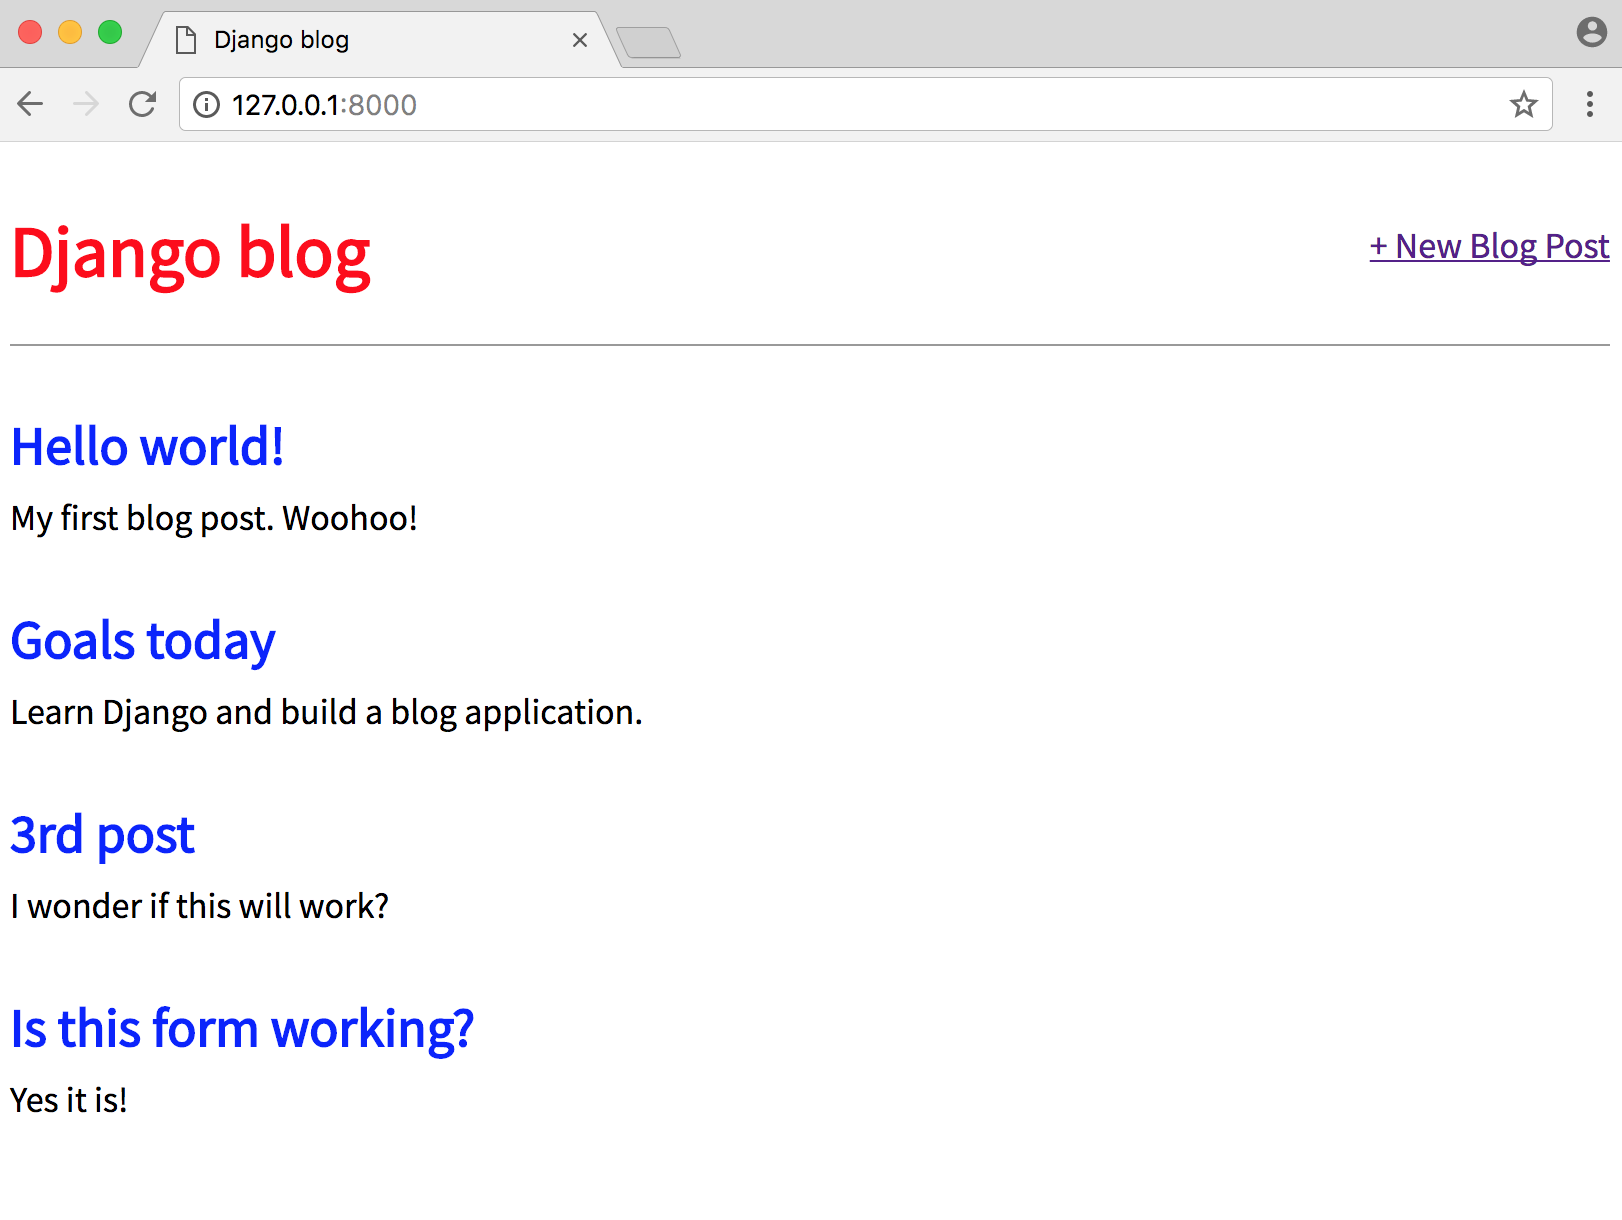 Django blog
127.0.0.1:8000
Django blog
+ New Blog Post
Hello world!
My first blog post. Woohoo!
Goals today
Learn Django and build a blog application.
3rd post
I wonder if this will work?
Is this form working?
Yes it is!